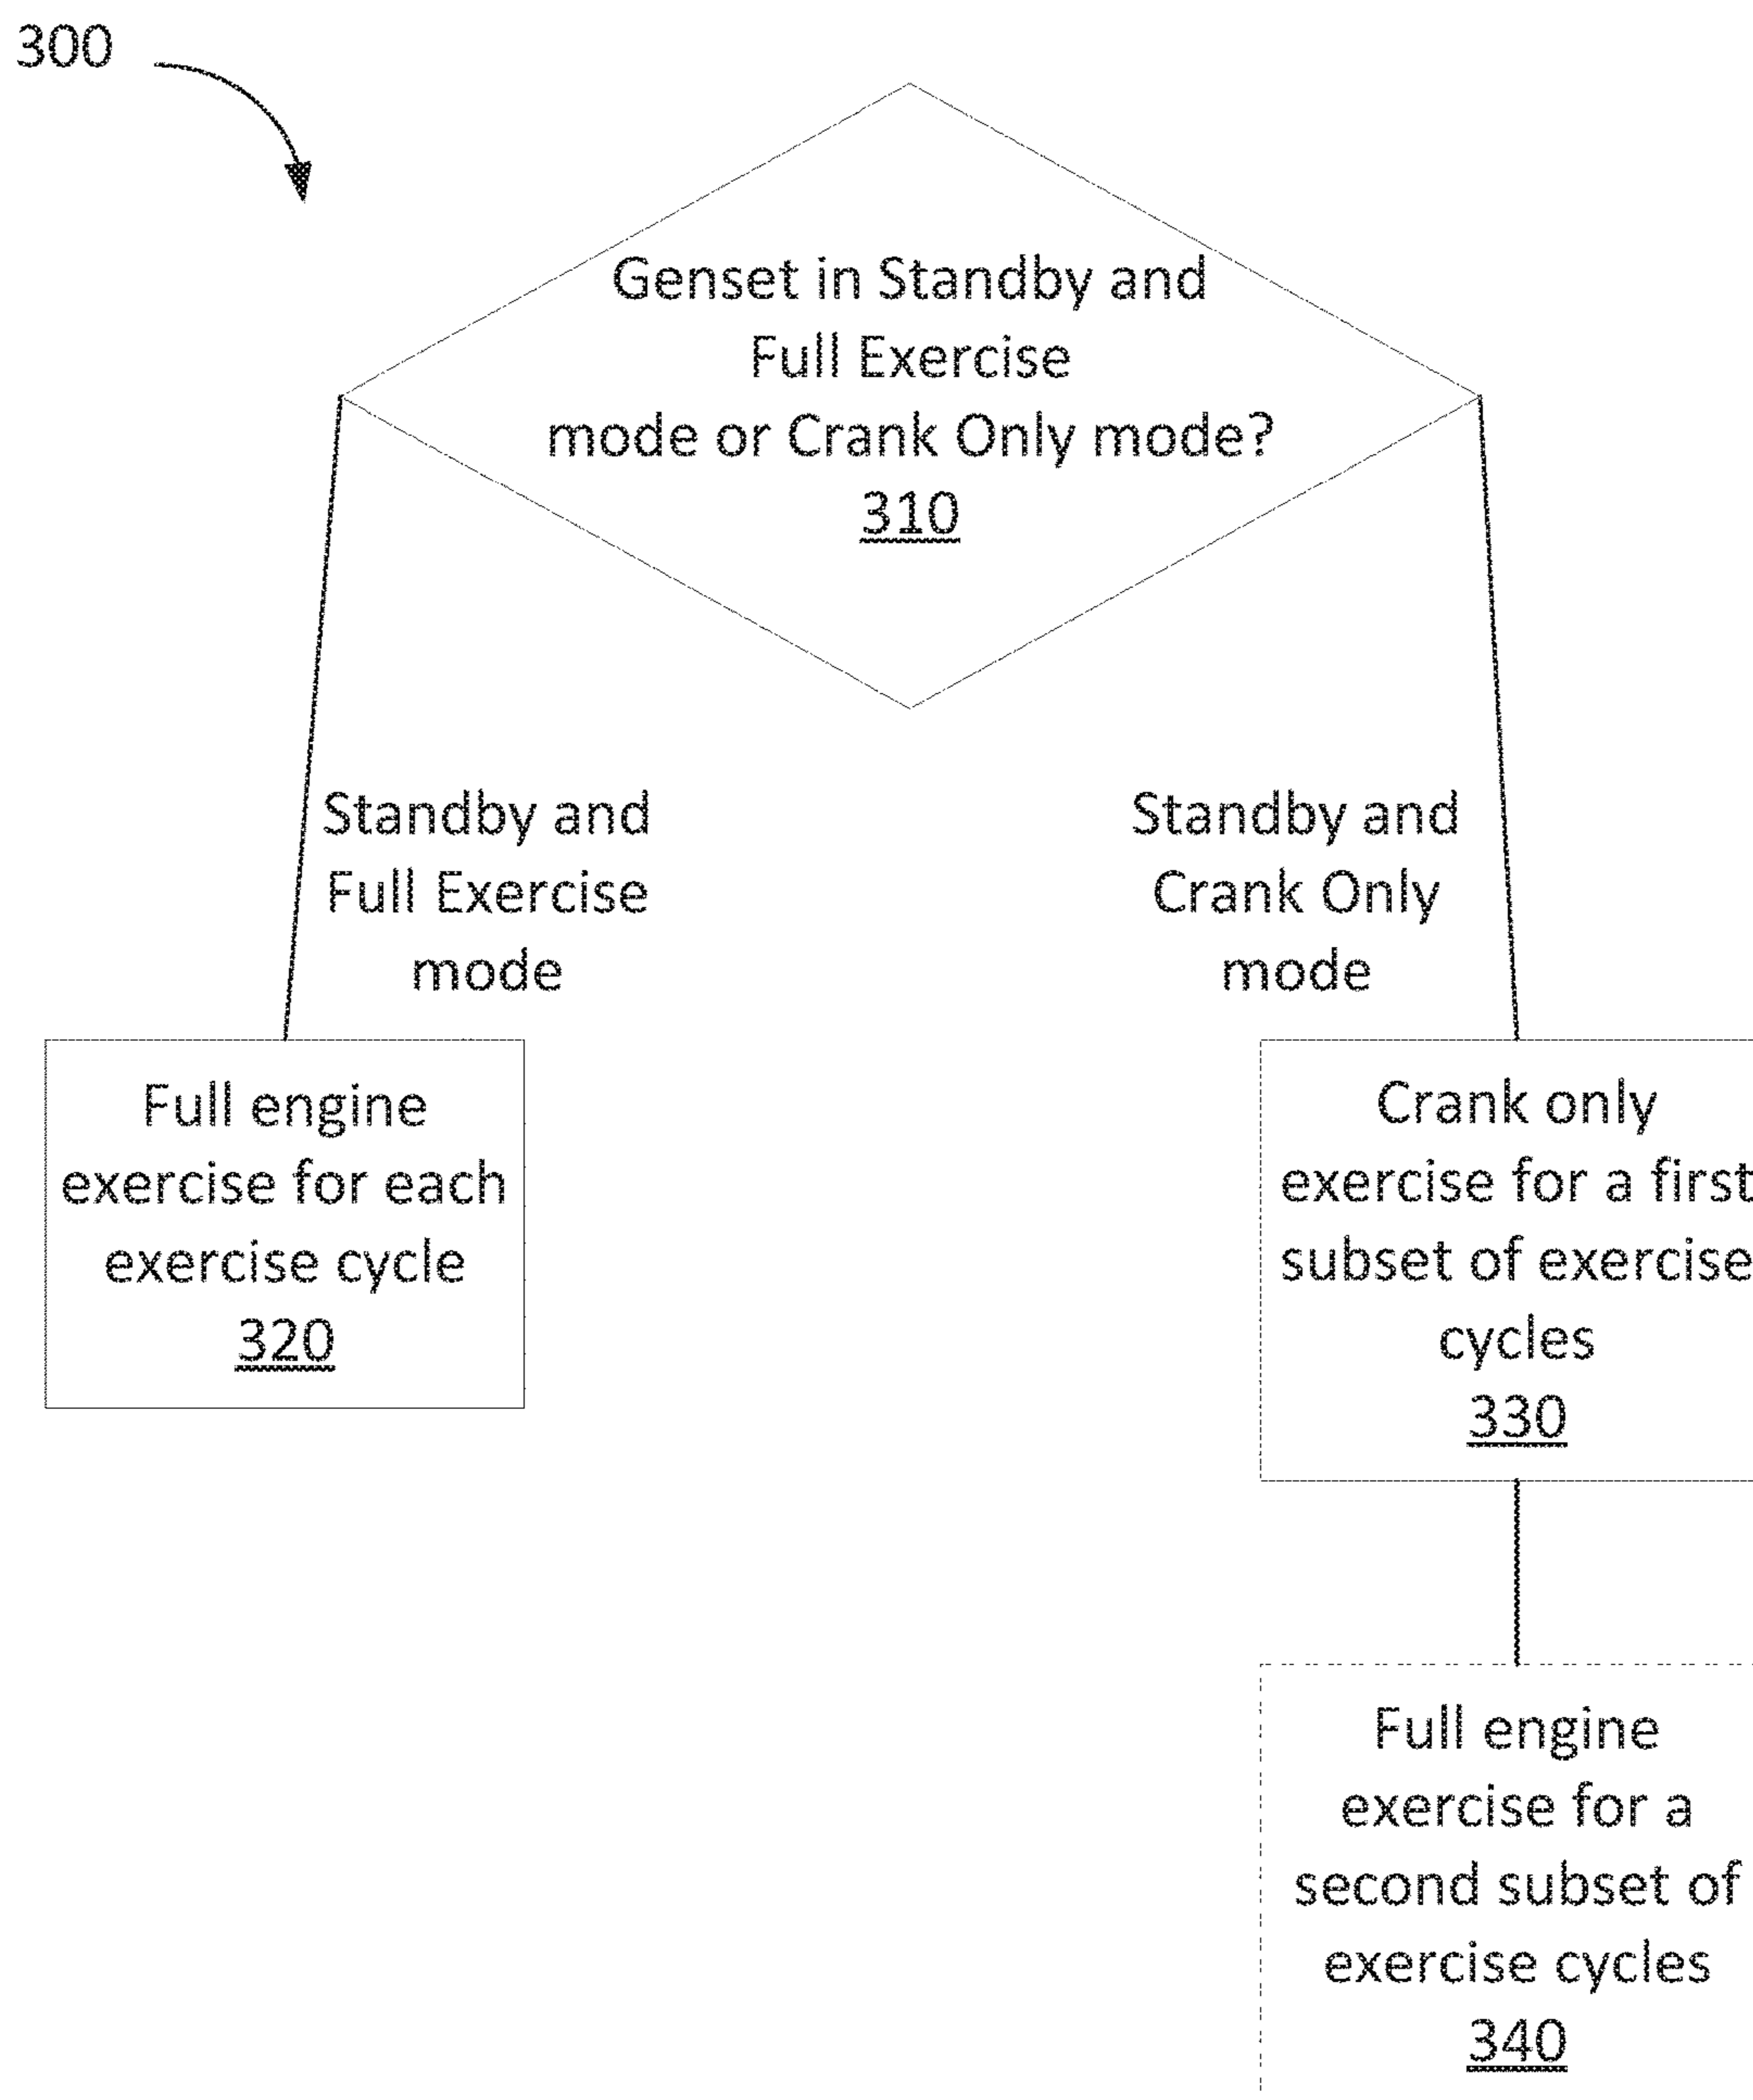 300
Genset in Standby and
Full Exercise
mode or Crank Only mode?
310
Standby and
Full Exercise
mode
Standby and
Crank Only
mode
Full engine
exercise for each
exercise cycle
320
Crank only
exercise for a first
subset of exercise
cycles
330
Full engine
exercise for a
second subset of
exercise cycles
340